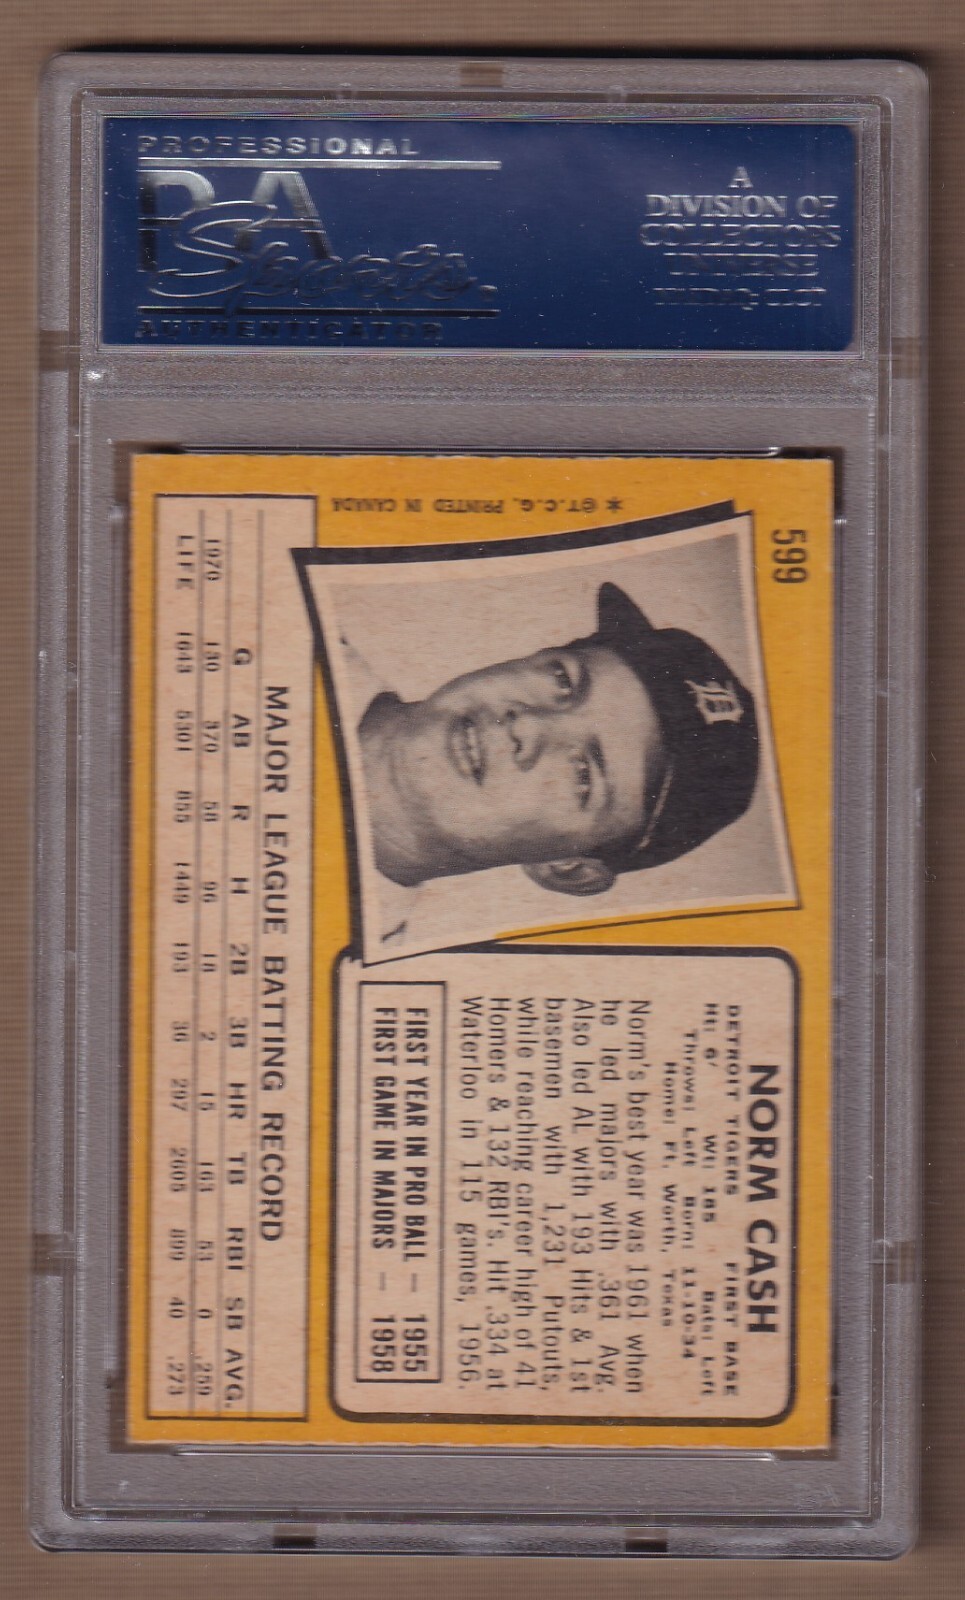 PROFESSIONAL
PSA
Sports
AUTHENTICATOR
A
DIVISION OF
COLLECTORS
UNIVERSE
NASDAQ: CLCT
599
* ©T.C.G. PRINTED IN CANADA
NORM CASH
DETROIT TIGERS FIRST BASE
Ht: 6' Wt: 185 Bats: Left
Throws: Left Born: 11-10-34
Home: Ft. Worth, Texas
Norm's best year was 1961 when
he led majors with .361 Avg.
Also led AL with 193 Hits & 1st
basemen with 1,231 Putouts,
while reaching career high of 41
Homers & 132 RBI's. Hit .334 at
Waterloo in 115 games, 1956.
FIRST YEAR IN PRO BALL — 1955
FIRST GAME IN MAJORS — 1958
MAJOR LEAGUE BATTING RECORD
G AB R H 2B 3B HR TB RBI SB AVG.
1970 130 370 58 96 18 2 15 163 53 0 .259
LIFE 1643 5301 855 1449 193 36 297 2605 899 40 .273